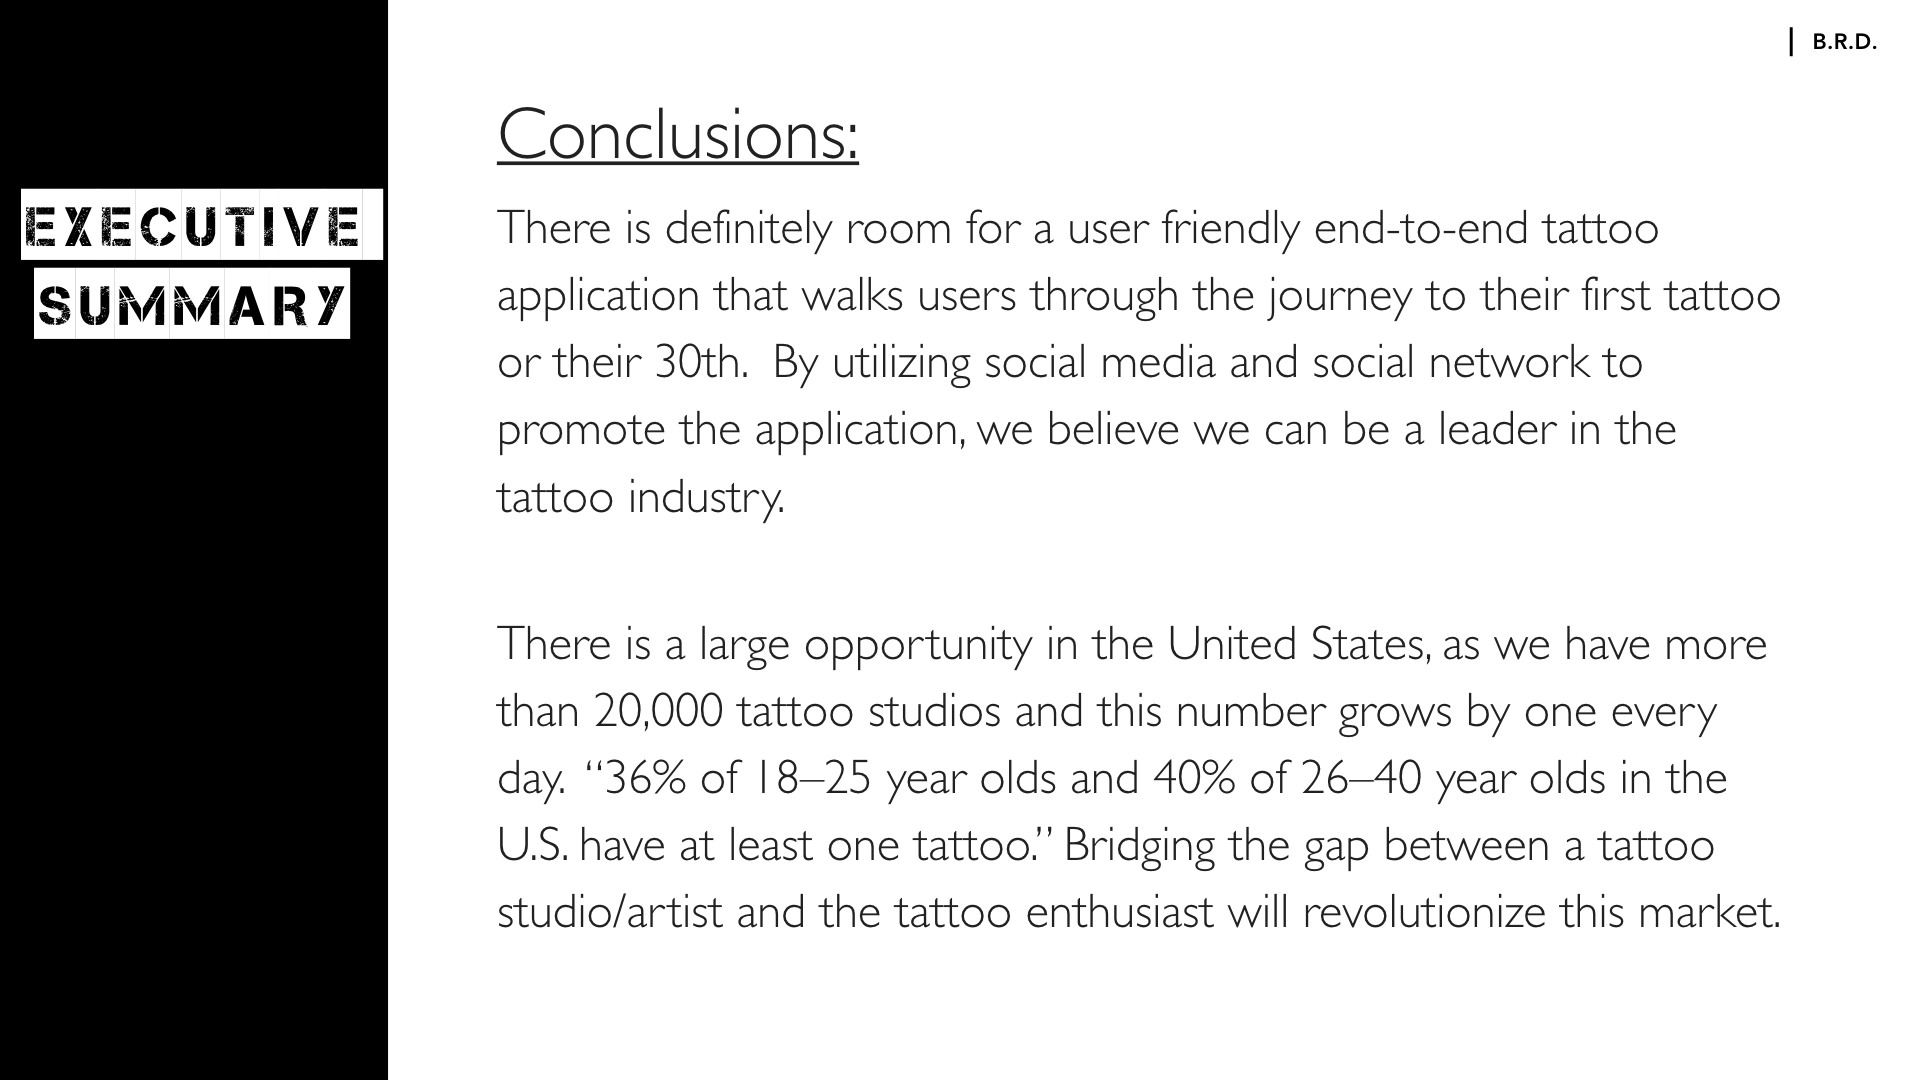 B.R.D.
EXECUTIVE
SUMMARY
Conclusions:
There is definitely room for a user friendly end-to-end tattoo
application that walks users through the journey to their first tattoo
or their 30th.  By utilizing social media and social network to
promote the application, we believe we can be a leader in the
tattoo industry.
There is a large opportunity in the United States, as we have more
than 20,000 tattoo studios and this number grows by one every
day.  “36% of 18–25 year olds and 40% of 26–40 year olds in the
U.S. have at least one tattoo.” Bridging the gap between a tattoo
studio/artist and the tattoo enthusiast will revolutionize this market.